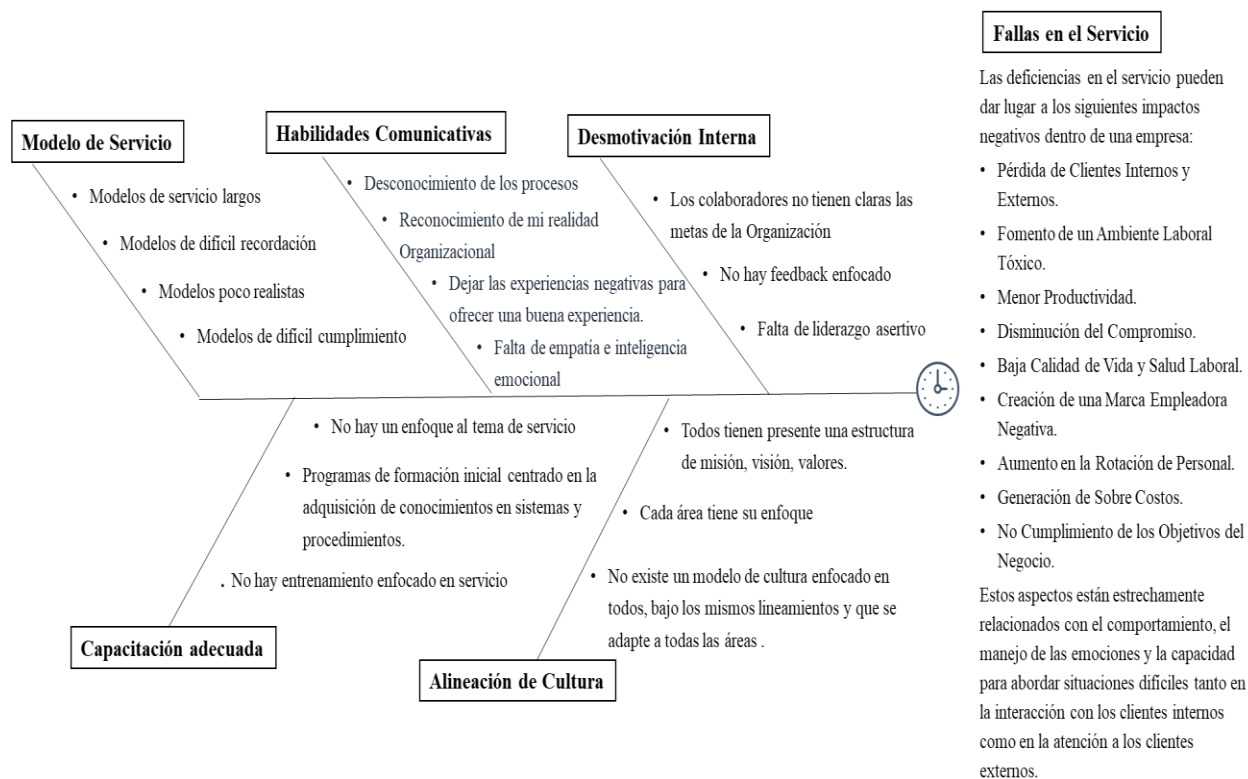 Modelo de Servicio
• Modelos de servicio largos
• Modelos de difícil recordación
• Modelos poco realistas
• Modelos de difícil cumplimiento
Habilidades Comunicativas
• Desconocimiento de los procesos
• Reconocimiento de mi realidad
Organizacional
• Dejar las experiencias negativas para
ofrecer una buena experiencia.
• Falta de empatía e inteligencia
emocional
Desmotivación Interna
• Los colaboradores no tienen claras las
metas de la Organización
• No hay feedback enfocado
• Falta de liderazgo asertivo
• No hay un enfoque al tema de servicio
• Programas de formación inicial centrado en la
adquisición de conocimientos en sistemas y
procedimientos.
. No hay entrenamiento enfocado en servicio
Capacitación adecuada
• Todos tienen presente una estructura
de misión, visión, valores.
• Cada área tiene su enfoque
• No existe un modelo de cultura enfocado en
todos, bajo los mismos lineamientos y que se
adapte a todas las áreas .
Alineación de Cultura
Fallas en el Servicio
Las deficiencias en el servicio pueden
dar lugar a los siguientes impactos
negativos dentro de una empresa:
• Pérdida de Clientes Internos y
Externos.
• Fomento de un Ambiente Laboral
Tóxico.
• Menor Productividad.
• Disminución del Compromiso.
• Baja Calidad de Vida y Salud Laboral.
• Creación de una Marca Empleadora
Negativa.
• Aumento en la Rotación de Personal.
• Generación de Sobre Costos.
• No Cumplimiento de los Objetivos del
Negocio.
Estos aspectos están estrechamente
relacionados con el comportamiento, el
manejo de las emociones y la capacidad
para abordar situaciones difíciles tanto en
la interacción con los clientes internos
como en la atención a los clientes
externos.